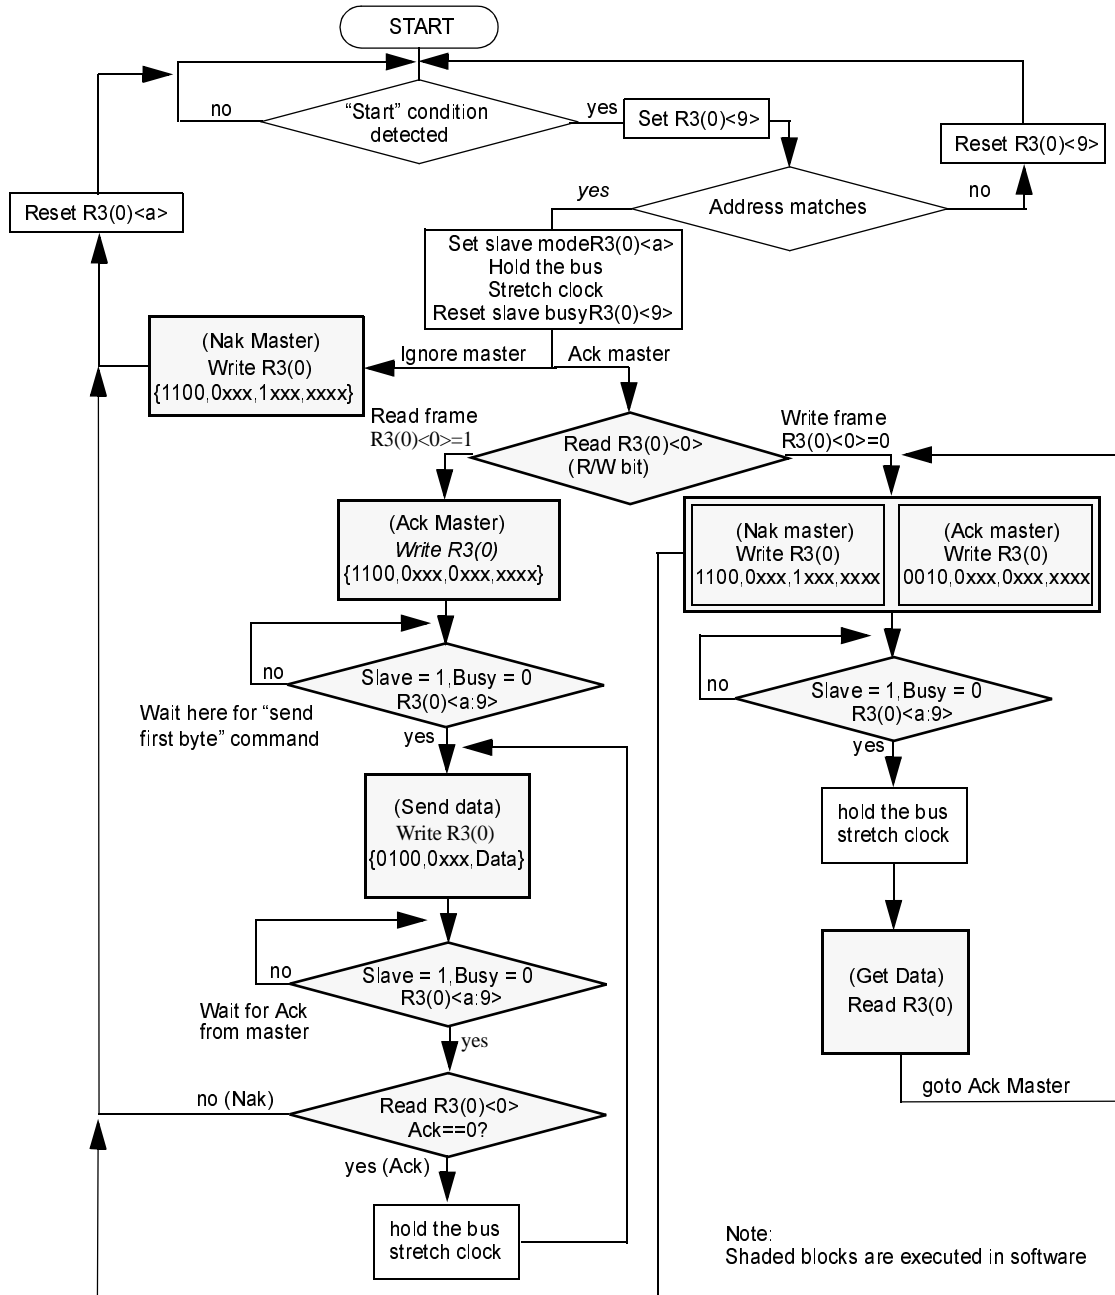 START
no
“Start” condition
detected
yes
Set R3(0)<9>
Reset R3(0)<9>
Reset R3(0)<a>
yes
Address matches
no
Set slave modeR3(0)<a>
Hold the bus
Stretch clock
Reset slave busyR3(0)<9>
(Nak Master)
Write R3(0)
{1100,0xxx,1xxx,xxxx}
Ignore master
Ack master
Read frame
R3(0)<0>=1
Read R3(0)<0>
(R/W bit)
Write frame
R3(0)<0>=0
(Ack Master)
Write R3(0)
{1100,0xxx,0xxx,xxxx}
(Nak master)
Write R3(0)
1100,0xxx,1xxx,xxxx
(Ack master)
Write R3(0)
0010,0xxx,0xxx,xxxx
no
Slave = 1,Busy = 0
R3(0)<a:9>
Wait here for “send
first byte” command
yes
no
Slave = 1,Busy = 0
R3(0)<a:9>
yes
(Send data)
Write R3(0)
{0100,0xxx,Data}
hold the bus
stretch clock
no
Slave = 1,Busy = 0
R3(0)<a:9>
Wait for Ack
from master
yes
(Get Data)
Read R3(0)
goto Ack Master
no (Nak)
Read R3(0)<0>
Ack==0?
yes (Ack)
hold the bus
stretch clock
Note:
Shaded blocks are executed in software